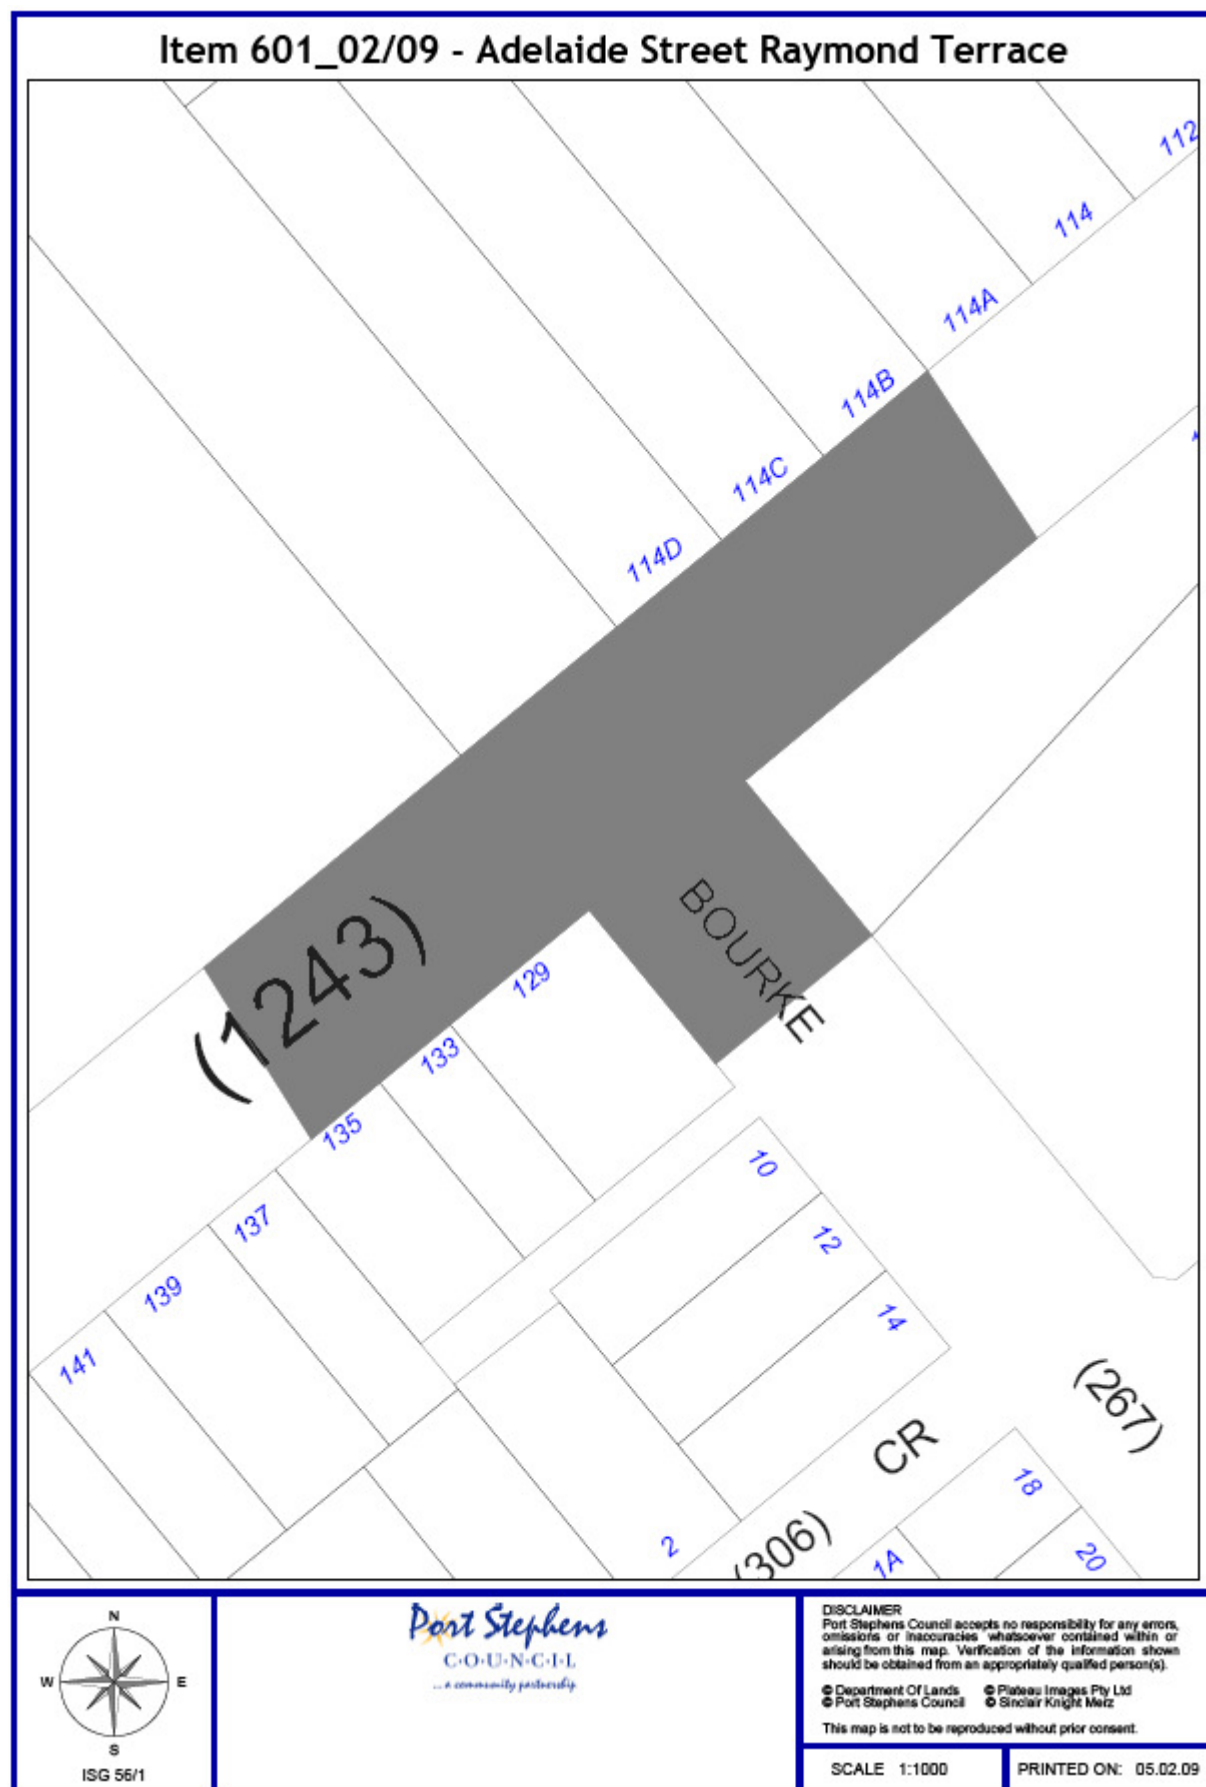 Item 601_02/09 - Adelaide Street Raymond Terrace
112
114
114A
114B
114C
114D
(1243)
BOURKE
129
133
135
137
139
141
10
12
14
(267)
CR
18
(306)
2
1A
20
N
W E
S
ISG 56/1
Port Stephens
C·O·U·N·C·I·L
... a community partnership
DISCLAIMER
Port Stephens Council accepts no responsibility for any errors,
omissions or inaccuracies whatsoever contained within or
arising from this map. Verification of the information shown
should be obtained from an appropriately qualified person(s).
© Department Of Lands © Plateau Images Pty Ltd
© Port Stephens Council © Sinclair Knight Merz
This map is not to be reproduced without prior consent.
SCALE 1:1000
PRINTED ON: 05.02.09